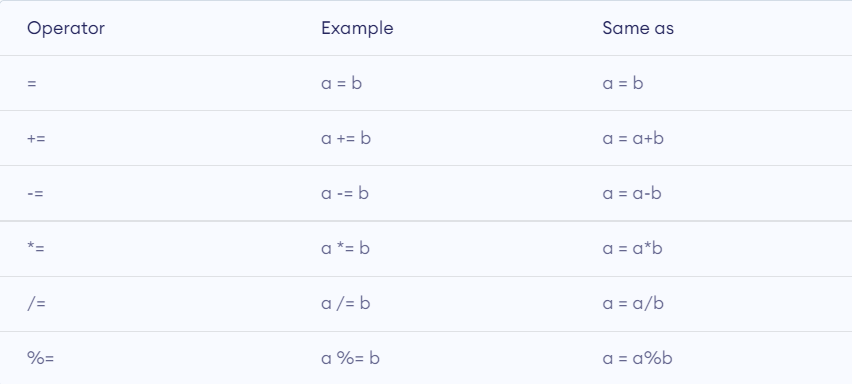 Operator Example Same as
= a = b a = b
+= a += b a = a+b
-= a -= b a = a-b
*= a *= b a = a*b
/= a /= b a = a/b
%= a %= b a = a%b